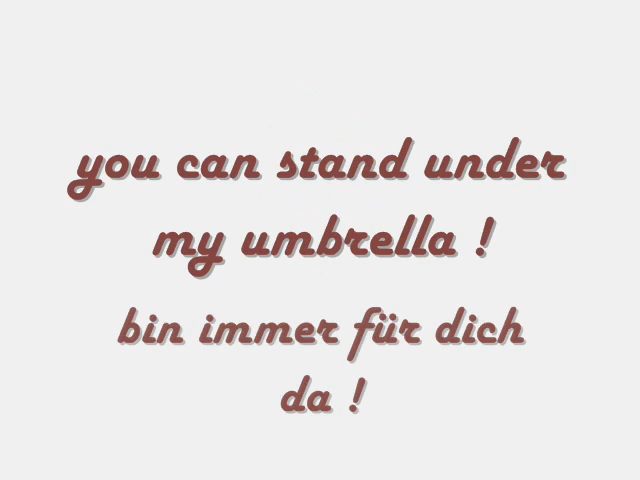 you can stand under
my umbrella !
bin immer für dich
da !